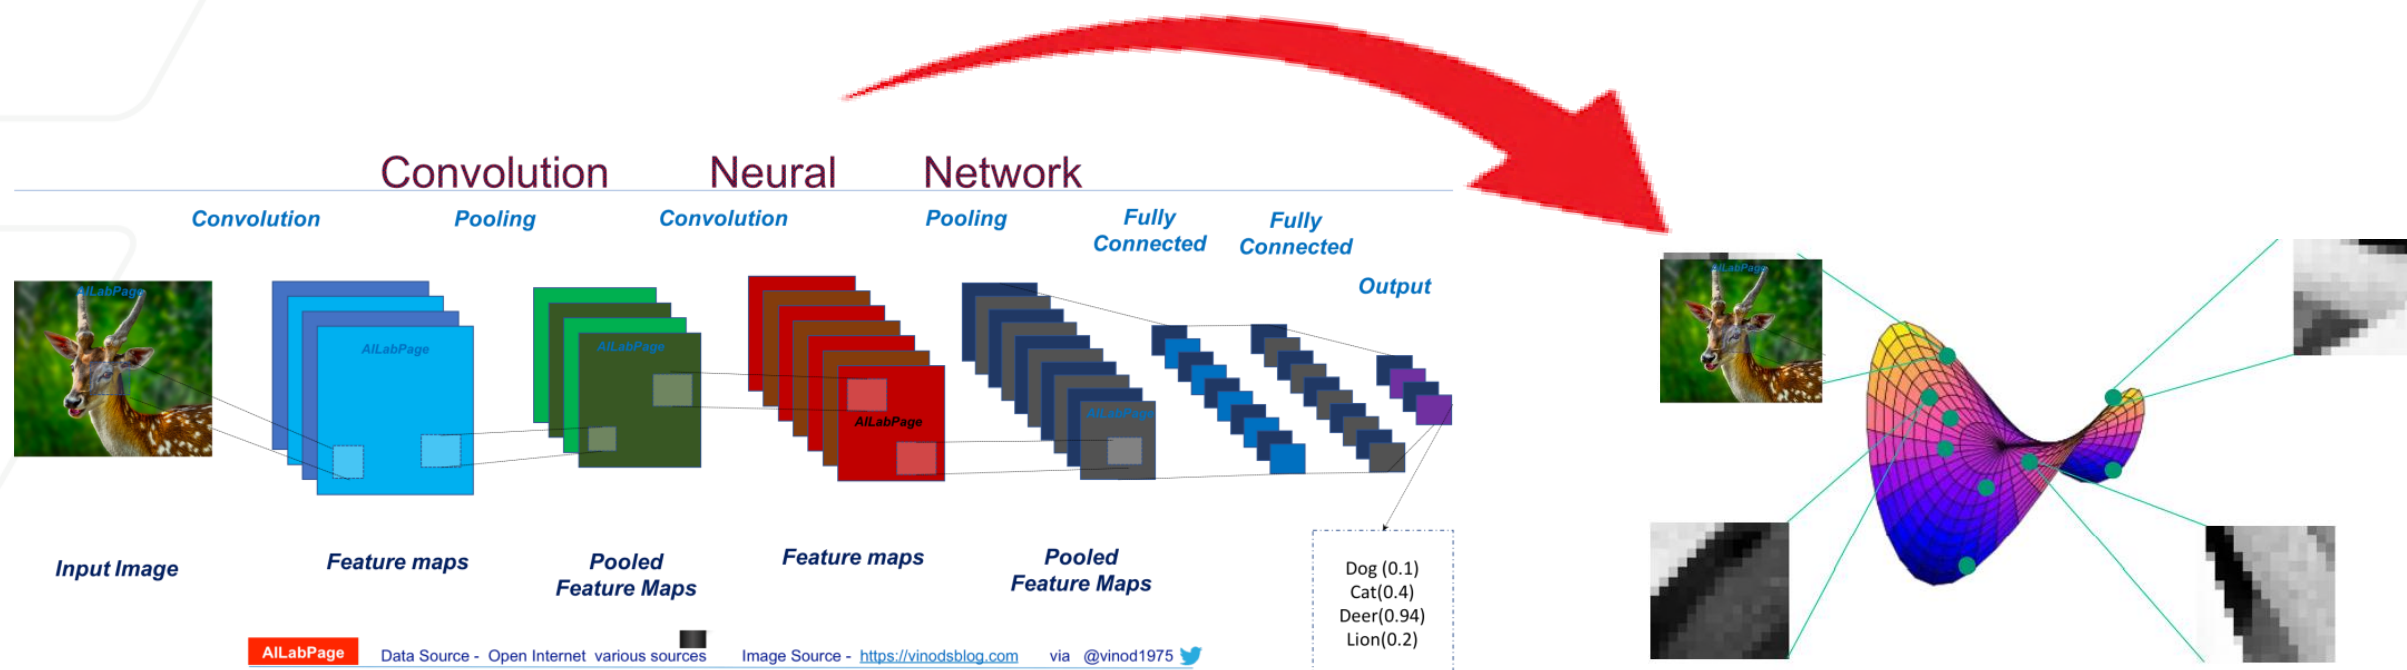 Convolution Neural Network
Convolution Pooling Convolution Pooling Fully Connected Fully Connected
Output
AILabPage
AILabPage
AILabPage
AILabPage
AILabPage
AILabPage
Input Image
Feature maps
Pooled
Feature Maps
Feature maps
Pooled
Feature Maps
Dog (0.1)
Cat(0.4)
Deer(0.94)
Lion(0.2)
AILabPage Data Source - Open Internet various sources Image Source - https://vinodsblog.com via @vinod1975